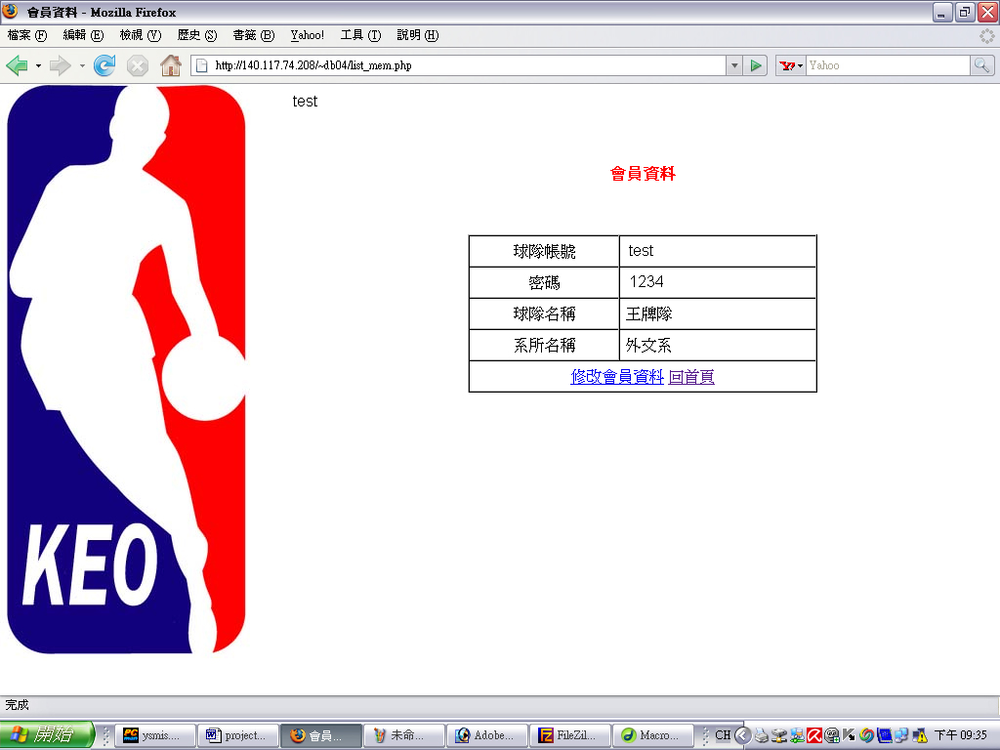 會員資料 - Mozilla Firefox
檔案 (F) 編輯 (E) 檢視 (V) 歷史 (S) 書籤 (B) Yahoo! 工具 (T) 說明 (H)
http://140.117.74.208/~db04/list_mem.php Yahoo
test
會員資料
球隊帳號 test
密碼 1234
球隊名稱 王牌隊
系所名稱 外文系
修改會員資料 回首頁
KEO
完成
開始 ysmis.... project... 會員... 未命... Adobe... FileZil... Macro... CH 下午 09:35